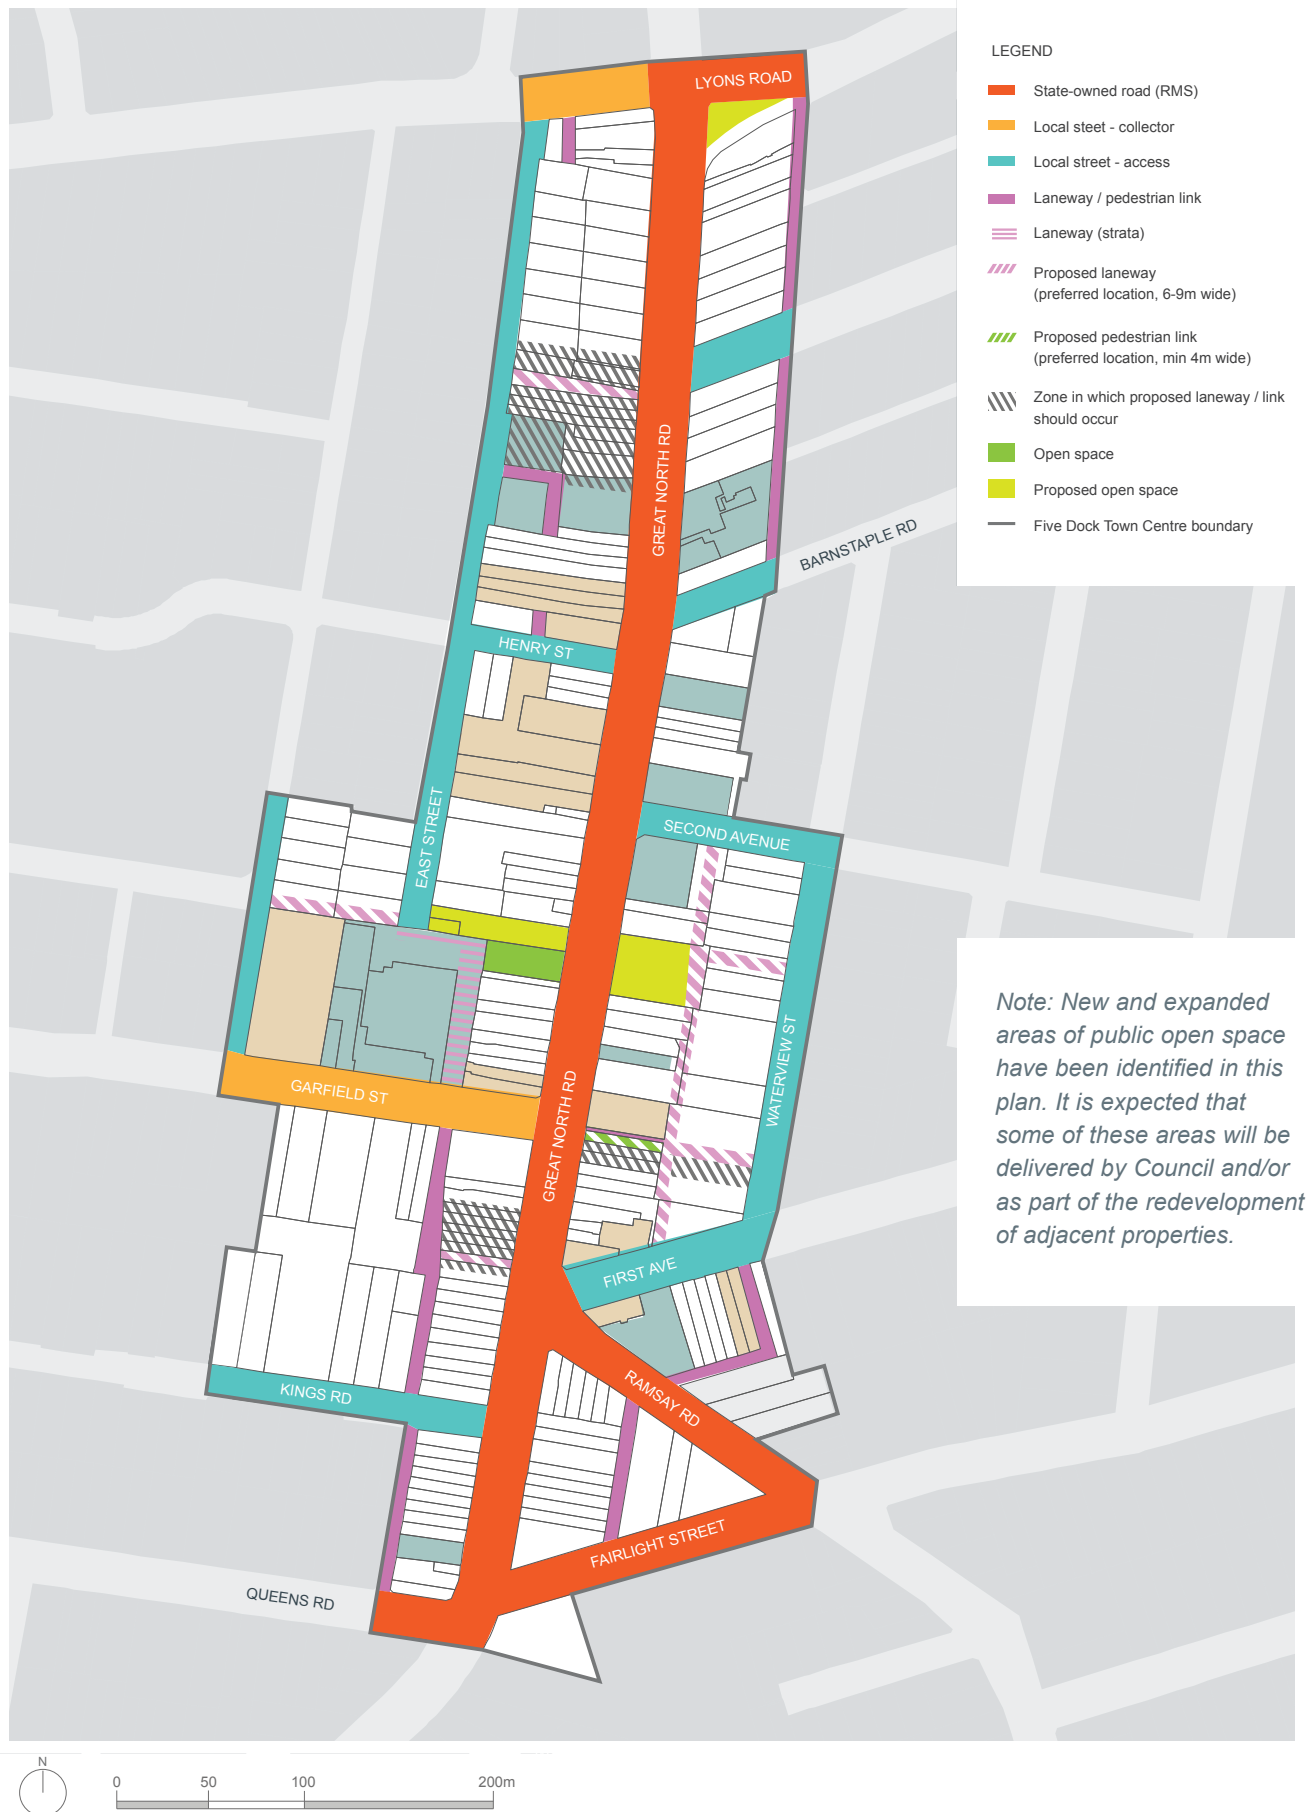 LEGEND
State-owned road (RMS)
Local steet - collector
Local street - access
Laneway / pedestrian link
Laneway (strata)
Proposed laneway
(preferred location, 6-9m wide)
Proposed pedestrian link
(preferred location, min 4m wide)
Zone in which proposed laneway / link
should occur
Open space
Proposed open space
Five Dock Town Centre boundary
LYONS ROAD
GREAT NORTH RD
BARNSTAPLE RD
HENRY ST
EAST STREET
SECOND AVENUE
WATERVIEW ST
GARFIELD ST
GREAT NORTH RD
FIRST AVE
KINGS RD
RAMSAY RD
FAIRLIGHT STREET
QUEENS RD
Note: New and expanded
areas of public open space
have been identified in this
plan. It is expected that
some of these areas will be
delivered by Council and/or
as part of the redevelopment
of adjacent properties.
N
0 50 100 200m